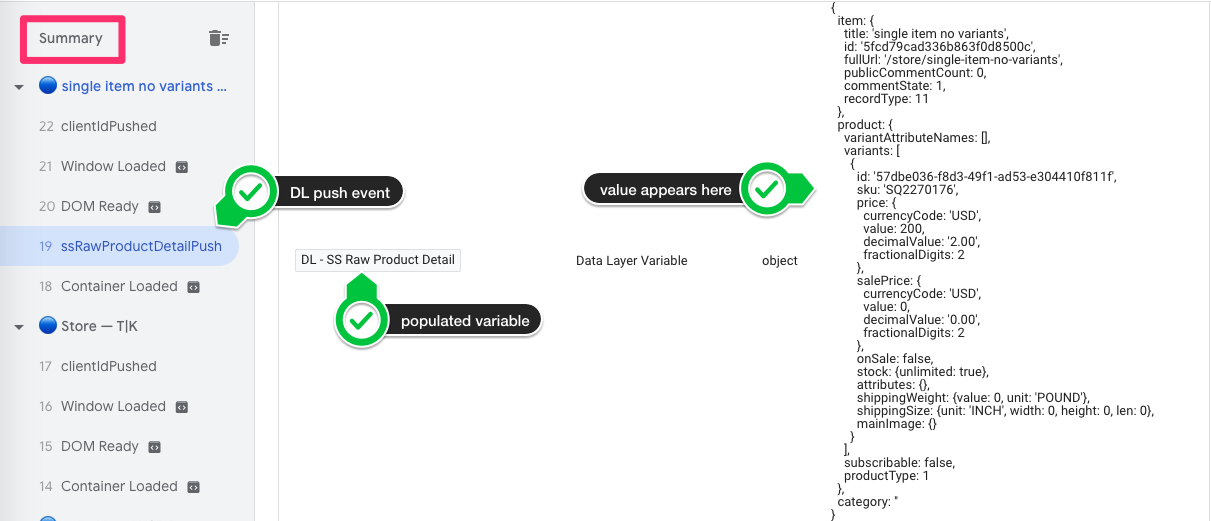 Summary
single item no variants ...
22 clientIdPushed
21 Window Loaded
20 DOM Ready
19 ssRawProductDetailPush
18 Container Loaded
Store — T|K
17 clientIdPushed
16 Window Loaded
15 DOM Ready
14 Container Loaded
DL push event
DL - SS Raw Product Detail
populated variable
Data Layer Variable
value appears here
object
{
item: {
title: 'single item no variants',
id: '5fcd79cad336b863f0d8500c',
fullUrl: '/store/single-item-no-variants',
publicCommentCount: 0,
commentState: 1,
recordType: 11
},
product: {
variantAttributeNames: [],
variants: [
{
id: '57dbe036-f8d3-49f1-ad53-e304410f811f',
sku: 'SQ2270176',
price: {
currencyCode: 'USD',
value: 200,
decimalValue: '2.00',
fractionalDigits: 2
},
salePrice: {
currencyCode: 'USD',
value: 0,
decimalValue: '0.00',
fractionalDigits: 2
},
onSale: false,
stock: {unlimited: true},
attributes: {},
shippingWeight: {value: 0, unit: 'POUND'},
shippingSize: {unit: 'INCH', width: 0, height: 0, len: 0},
mainImage: {}
}
],
subscribable: false,
productType: 1
},
category: ''
}